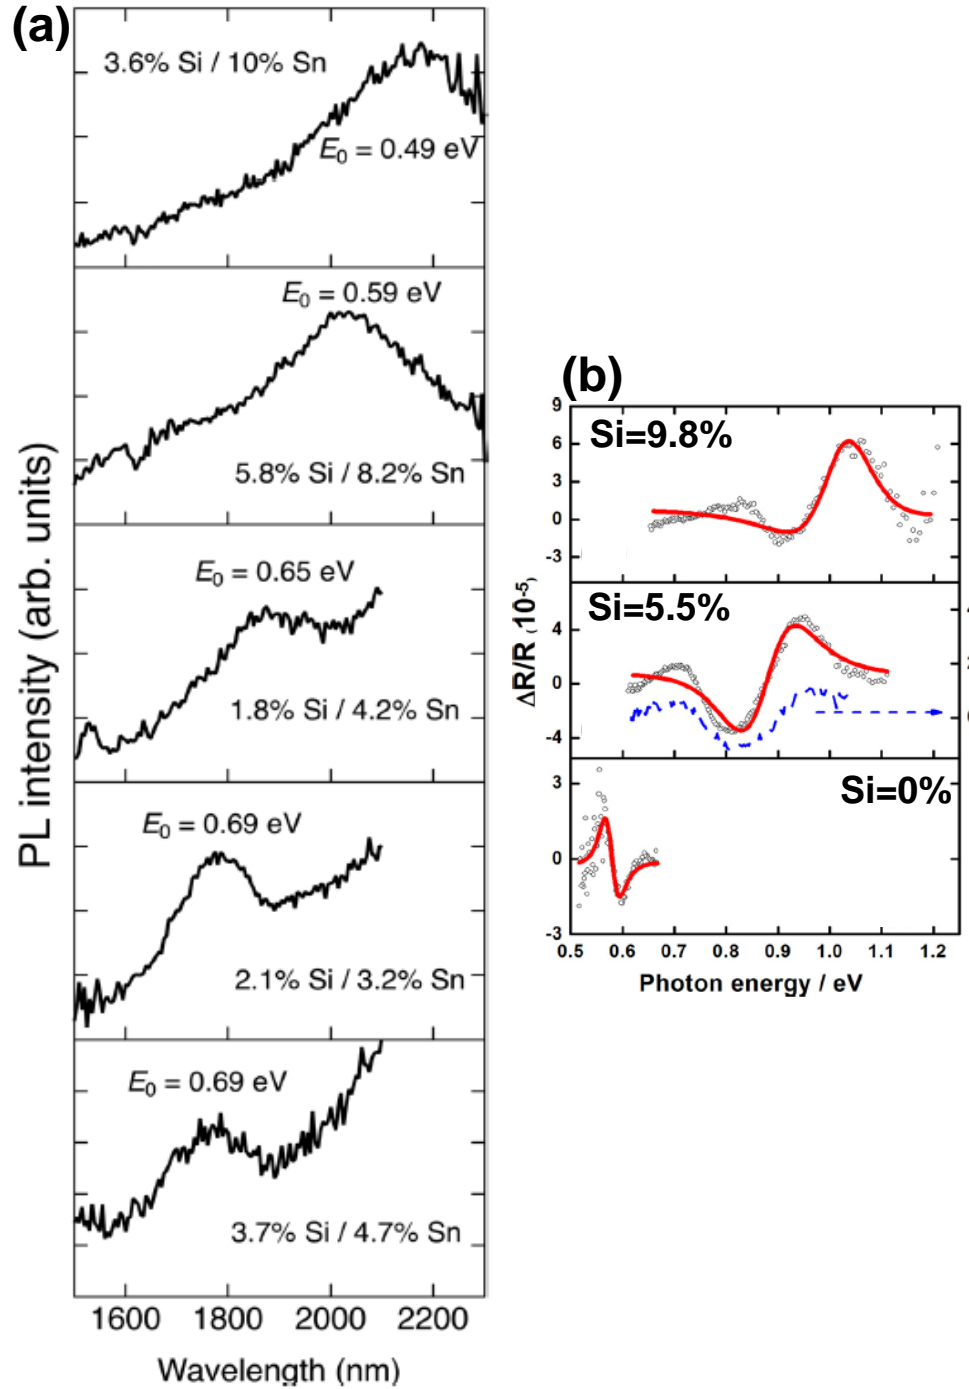 (a)
3.6% Si / 10% Sn
E0 = 0.49 eV
E0 = 0.59 eV
5.8% Si / 8.2% Sn
E0 = 0.65 eV
1.8% Si / 4.2% Sn
E0 = 0.69 eV
2.1% Si / 3.2% Sn
E0 = 0.69 eV
3.7% Si / 4.7% Sn
PL intensity (arb. units)
1600 1800 2000 2200
Wavelength (nm)
(b)
9
6
3
0
-3
Si=9.8%
4
0
-4
Si=5.5%
4
2
0
3
0
-3
Si=0%
ΔR/R (10-5)
0.5 0.6 0.7 0.8 0.9 1.0 1.1 1.2
Photon energy / eV